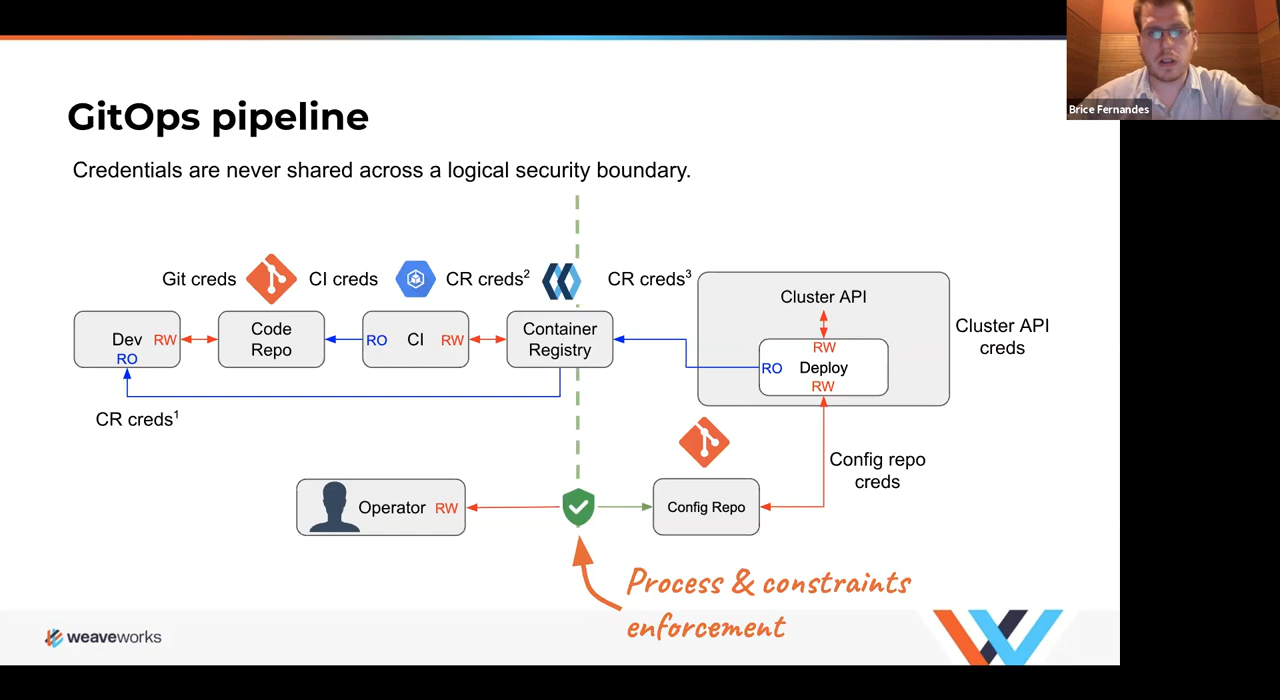 Brice Fernandes
GitOps pipeline
Credentials are never shared across a logical security boundary.
Git creds
CI creds
CR creds2
CR creds3
Cluster API
Cluster API
creds
Dev RW
RO
Code
Repo
RO CI RW
Container
Registry
RW
RO Deploy
RW
CR creds1
Config repo
creds
Operator RW
Config Repo
Process & constraints
enforcement
weaveworks